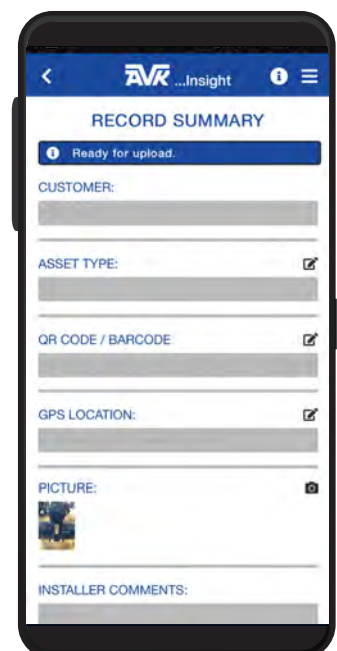 AVK ...Insight
RECORD SUMMARY
Ready for upload.
CUSTOMER:
ASSET TYPE:
QR CODE / BARCODE
GPS LOCATION:
PICTURE:
INSTALLER COMMENTS: